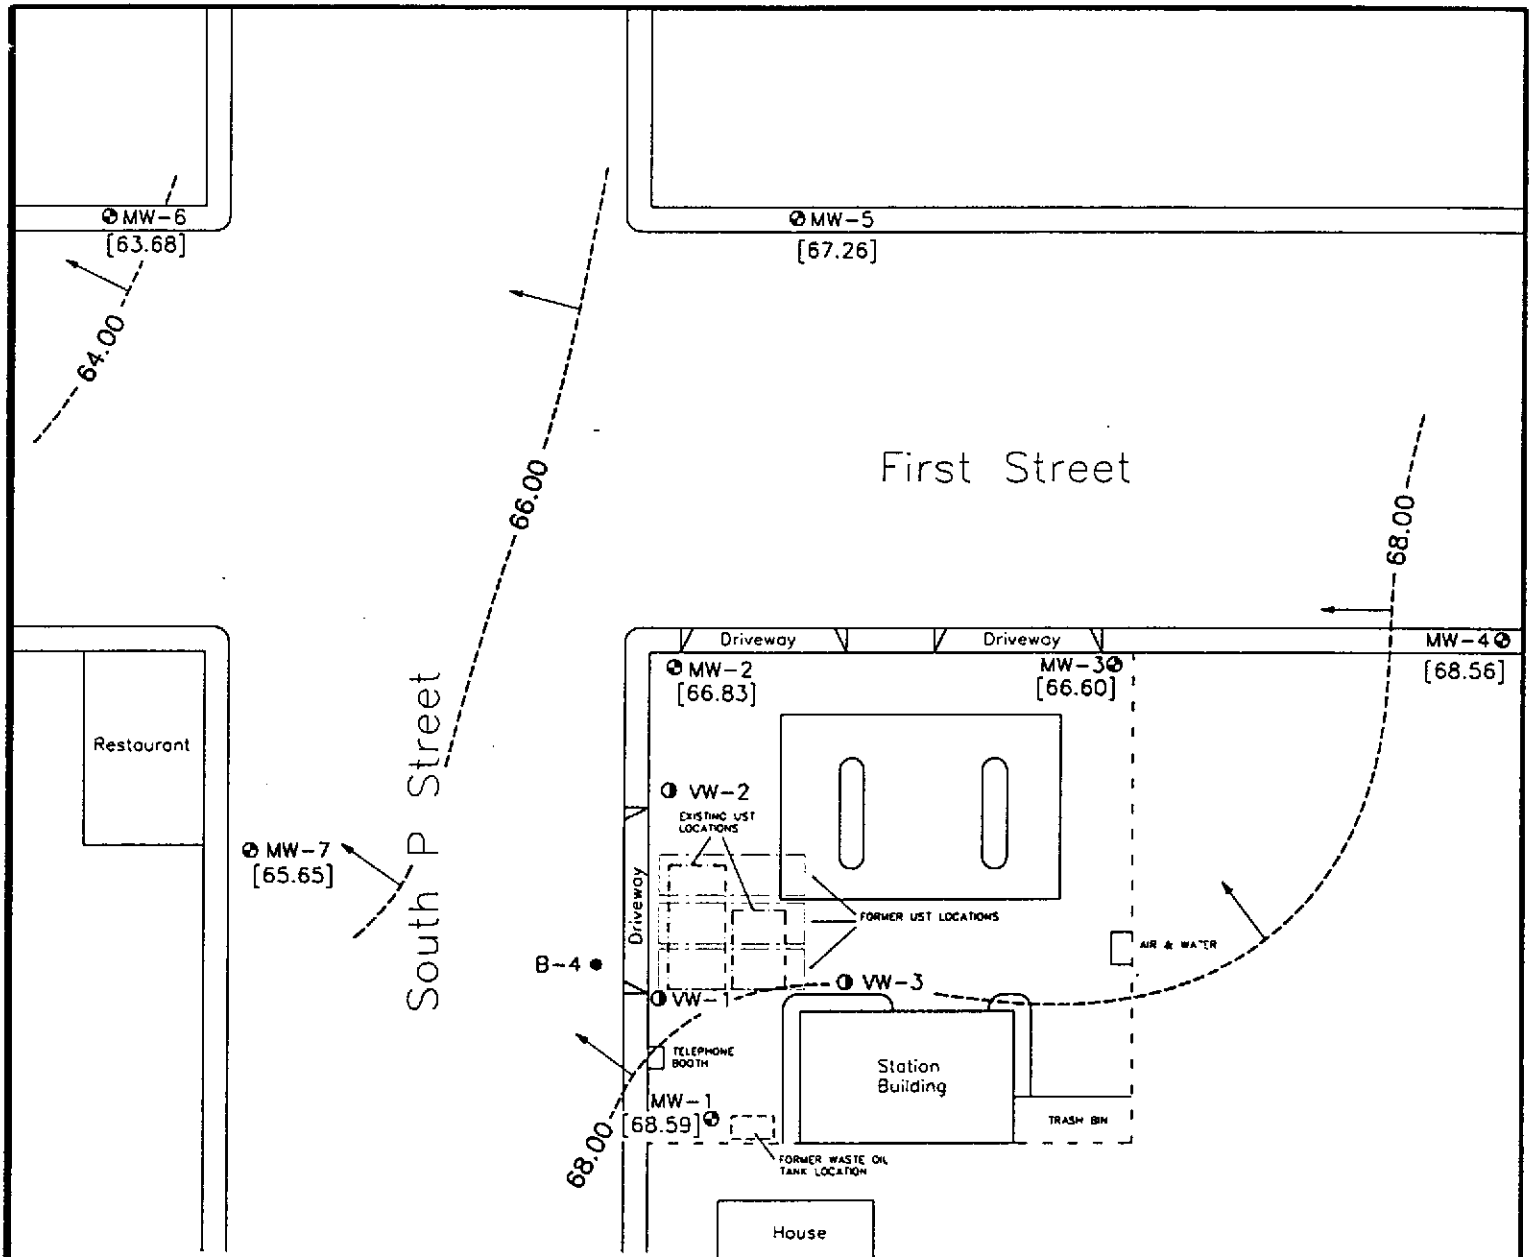 MW-6
[63.68]
MW-5
[67.26]
64.00
66.00
First Street
68.00
Driveway
Driveway
MW-4
[68.56]
MW-2
[66.83]
MW-3
[66.60]
Restaurant
South P Street
VW-2
EXISTING UST
LOCATIONS
MW-7
[65.65]
Driveway
FORMER UST LOCATIONS
AIR & WATER
B-4
VW-1
VW-3
TELEPHONE
BOOTH
Station
Building
MW-1
[68.59]
TRASH BIN
68.00
FORMER WASTE OIL
TANK LOCATION
House